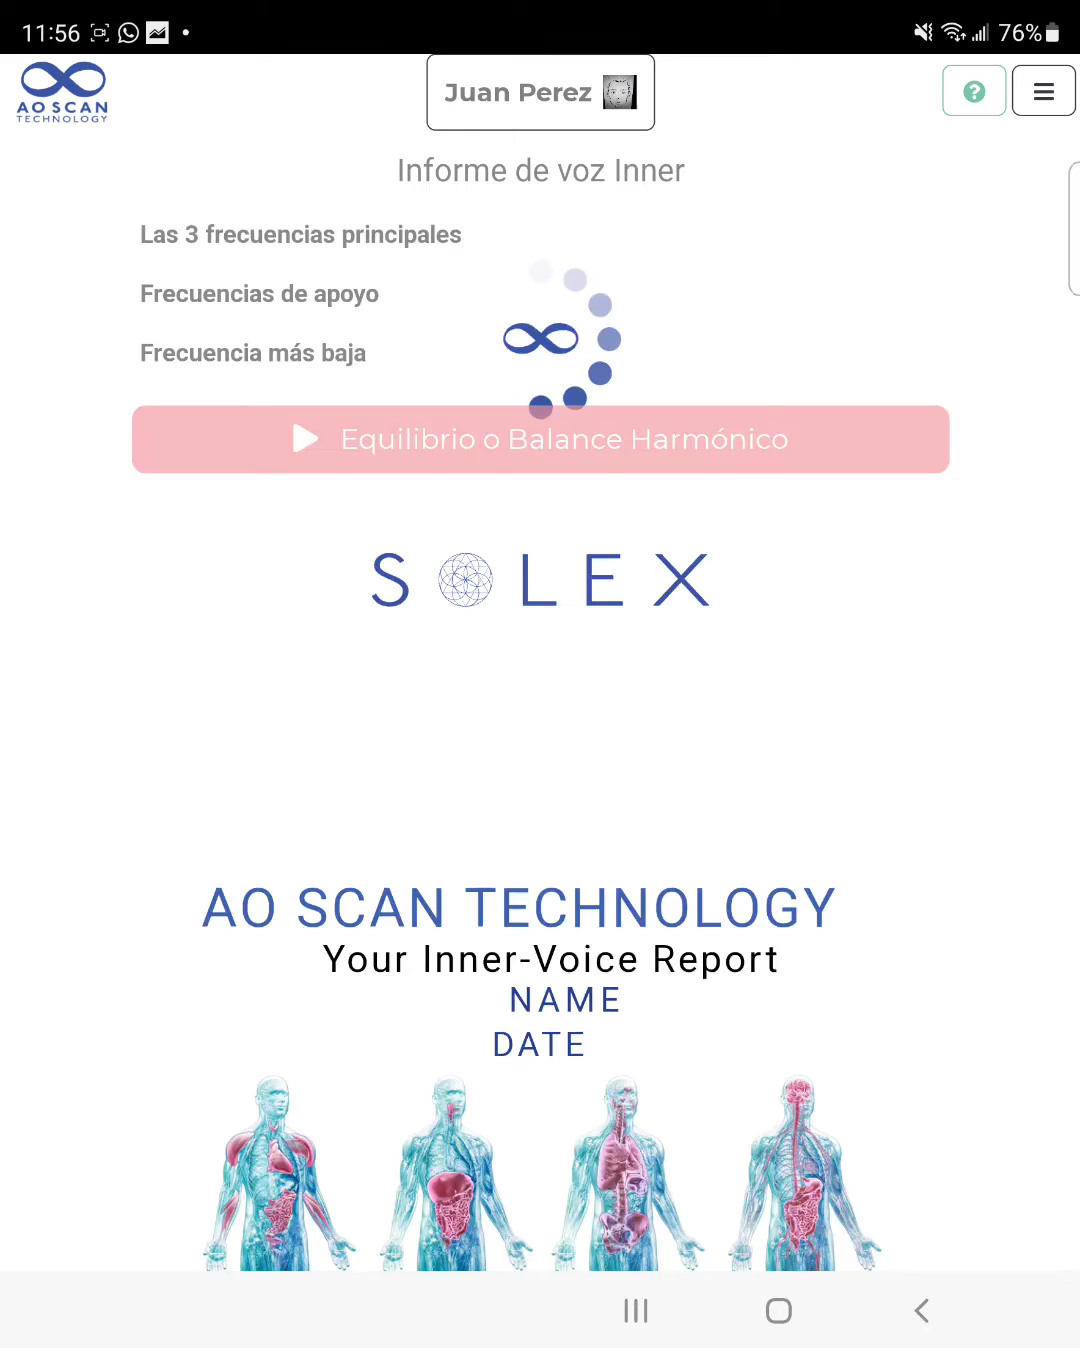 11:56
76%
AO SCAN
TECHNOLOGY
Juan Perez
Informe de voz Inner
Las 3 frecuencias principales
Frecuencias de apoyo
Frecuencia más baja
Equilibrio o Balance Harmónico
SOLEX
AO SCAN TECHNOLOGY
Your Inner-Voice Report
NAME
DATE